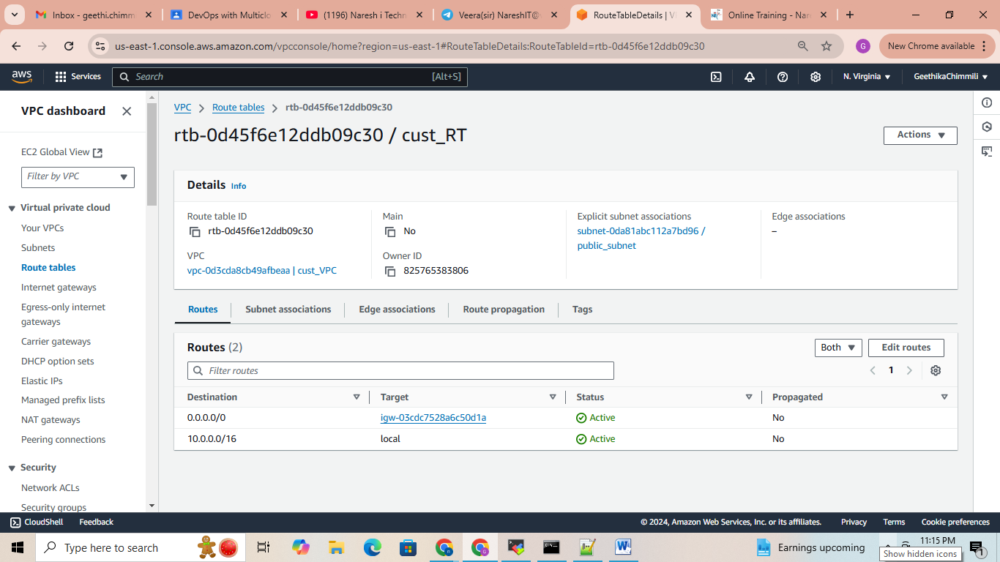 Inbox - geethi.chimm
DevOps with Multiclo
(1196) Naresh i Techn
Veera(sir) NareshIT@
RouteTableDetails | V
Online Training - Nar
us-east-1.console.aws.amazon.com/vpcconsole/home?region=us-east-1#RouteTableDetails:RouteTableId=rtb-0d45f6e12ddb09c30
G
New Chrome available
aws
Services
Search
[Alt+S]
N. Virginia
GeethikaChimmili
VPC dashboard
EC2 Global View
Filter by VPC
Virtual private cloud
Your VPCs
Subnets
Route tables
Internet gateways
Egress-only internet
gateways
Carrier gateways
DHCP option sets
Elastic IPs
Managed prefix lists
NAT gateways
Peering connections
Security
Network ACLs
Security groups
VPC > Route tables > rtb-0d45f6e12ddb09c30
rtb-0d45f6e12ddb09c30 / cust_RT
Actions
Details Info
Route table ID
rtb-0d45f6e12ddb09c30
Main
No
Explicit subnet associations
subnet-0da81abc112a7bd96 /
public_subnet
Edge associations
–
VPC
vpc-0d3cda8cb49afbeaa | cust_VPC
Owner ID
825765383806
Routes
Subnet associations
Edge associations
Route propagation
Tags
Routes (2)
Both
Edit routes
Filter routes
1
Destination Target Status Propagated
0.0.0.0/0 igw-03cdc7528a6c50d1a Active No
10.0.0.0/16 local Active No
CloudShell
Feedback
© 2024, Amazon Web Services, Inc. or its affiliates.
Privacy
Terms
Cookie preferences
Type here to search
Earnings upcoming
11:15 PM
Show hidden icons
1